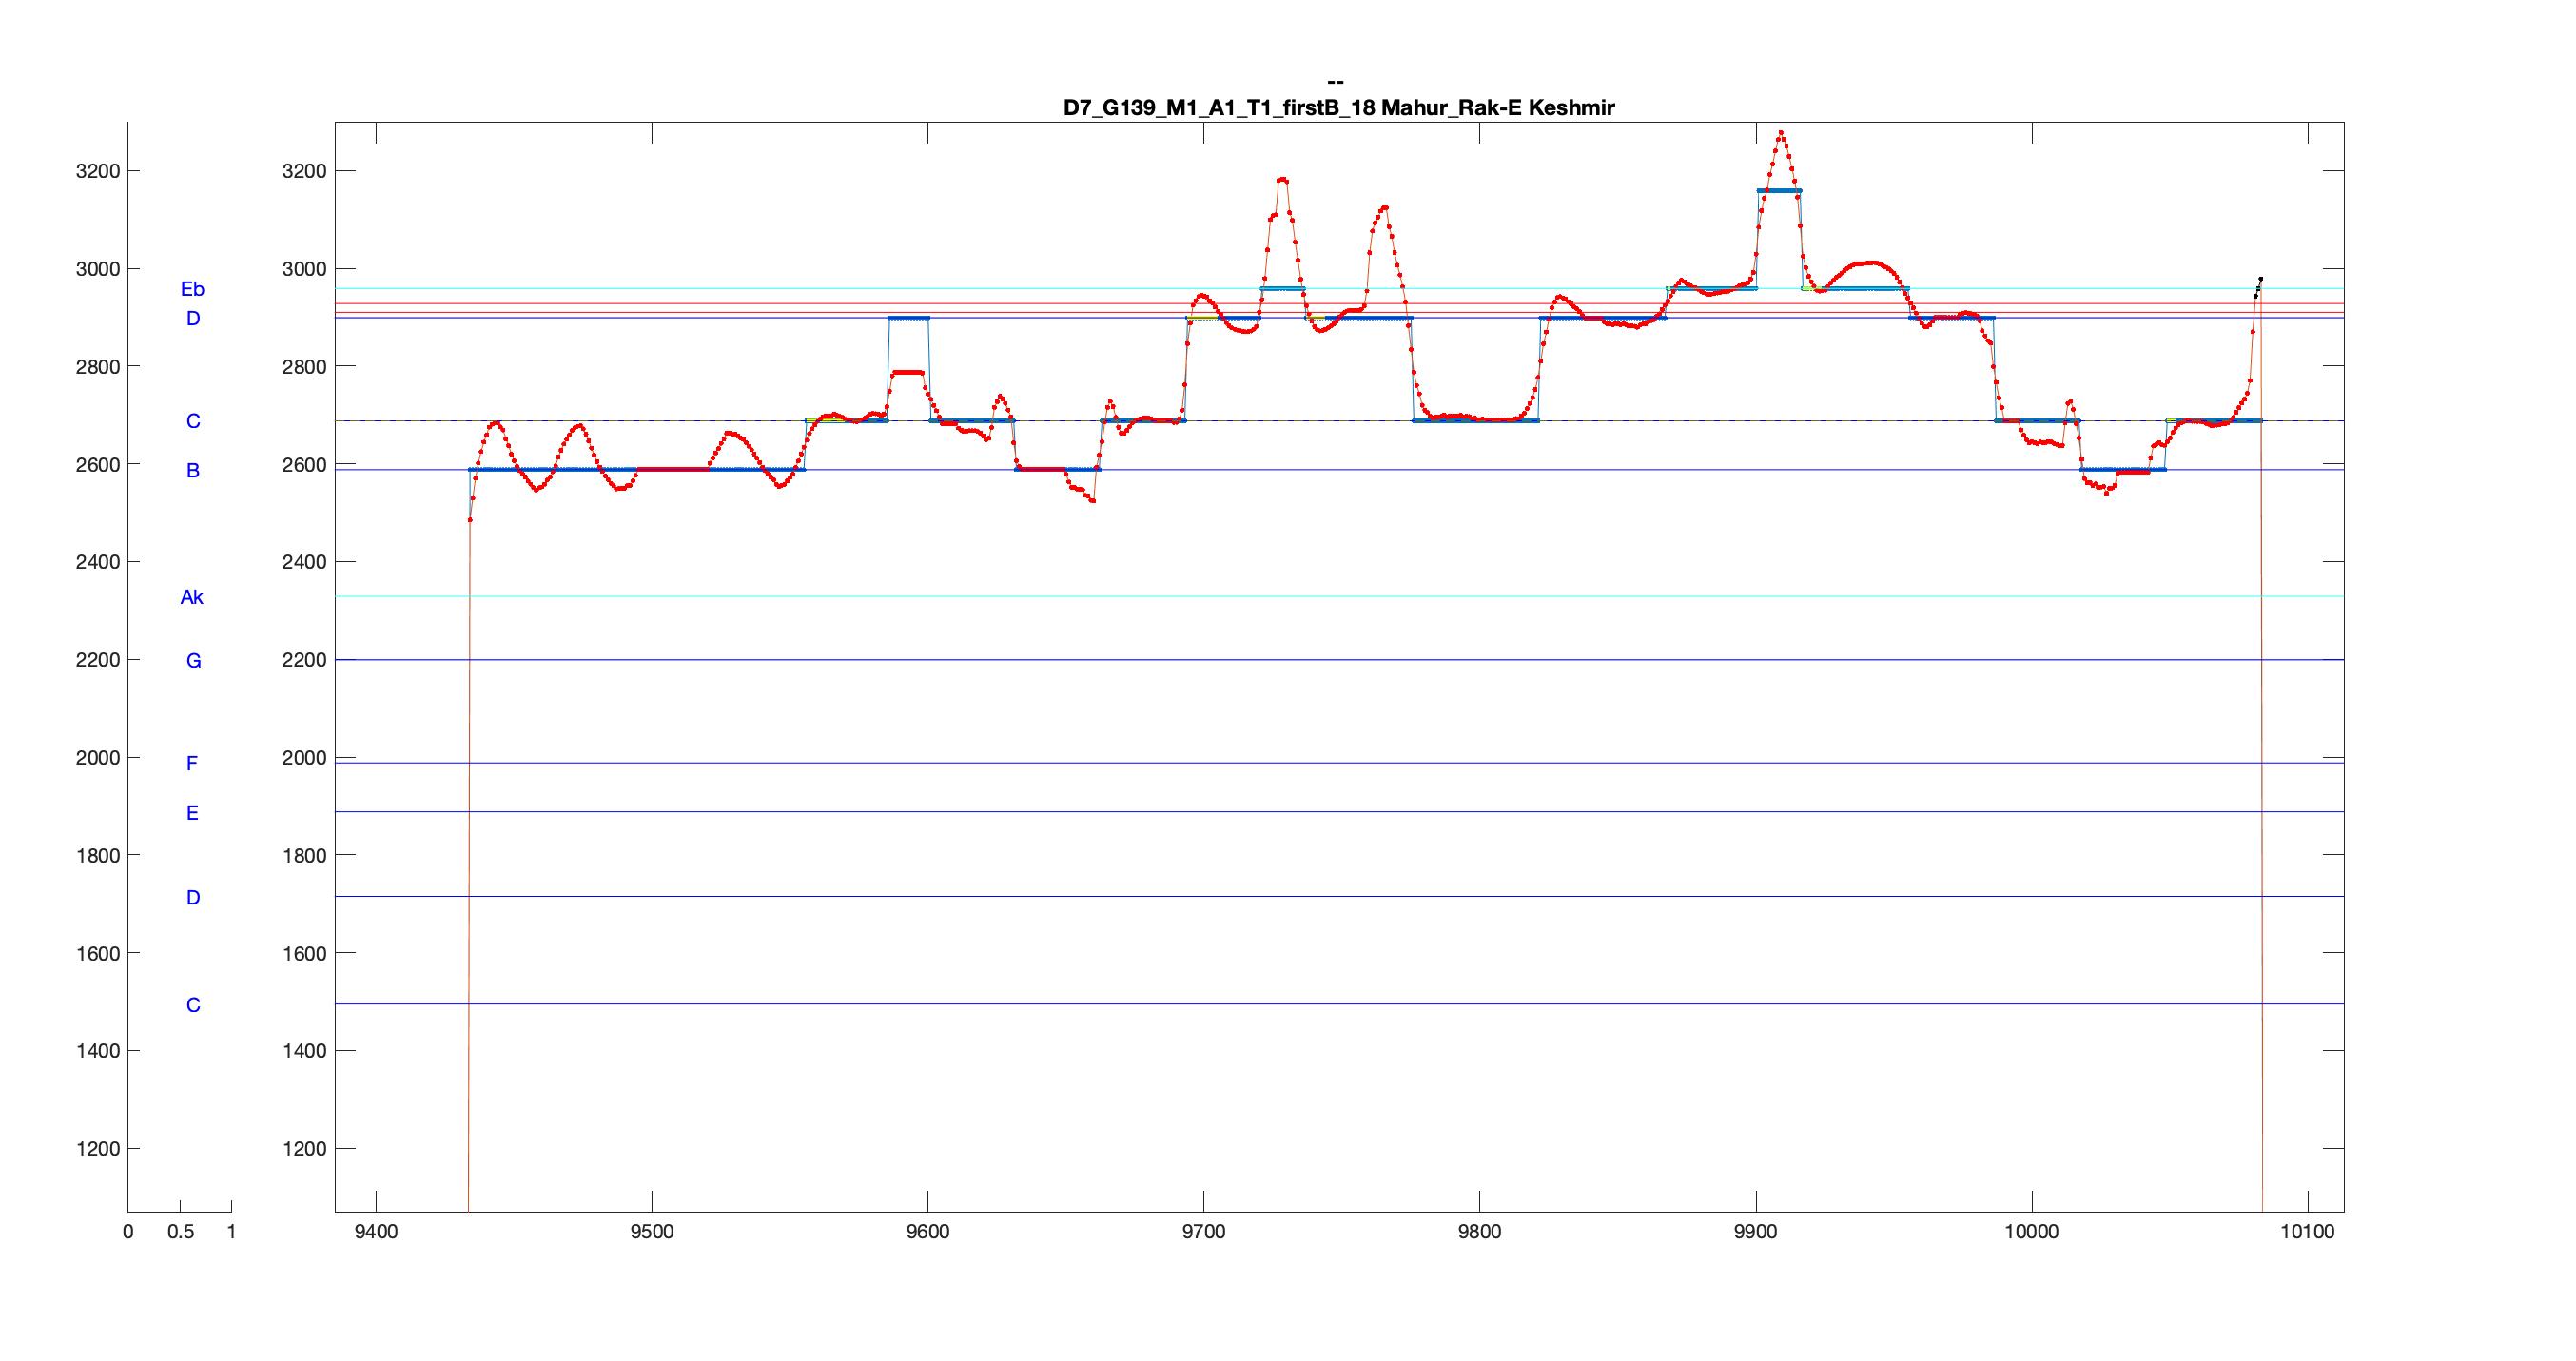 --
D7_G139_M1_A1_T1_firstB_18 Mahur_Rak-E Keshmir
3200 3200
3000 3000
Eb
D
2800 2800
C
2600 2600
B
2400 2400
Ak
2200 G 2200
2000 2000
F
E
1800 1800
D
1600 1600
C
1400 1400
1200 1200
0 0.5 1 9400 9500 9600 9700 9800 9900 10000 10100